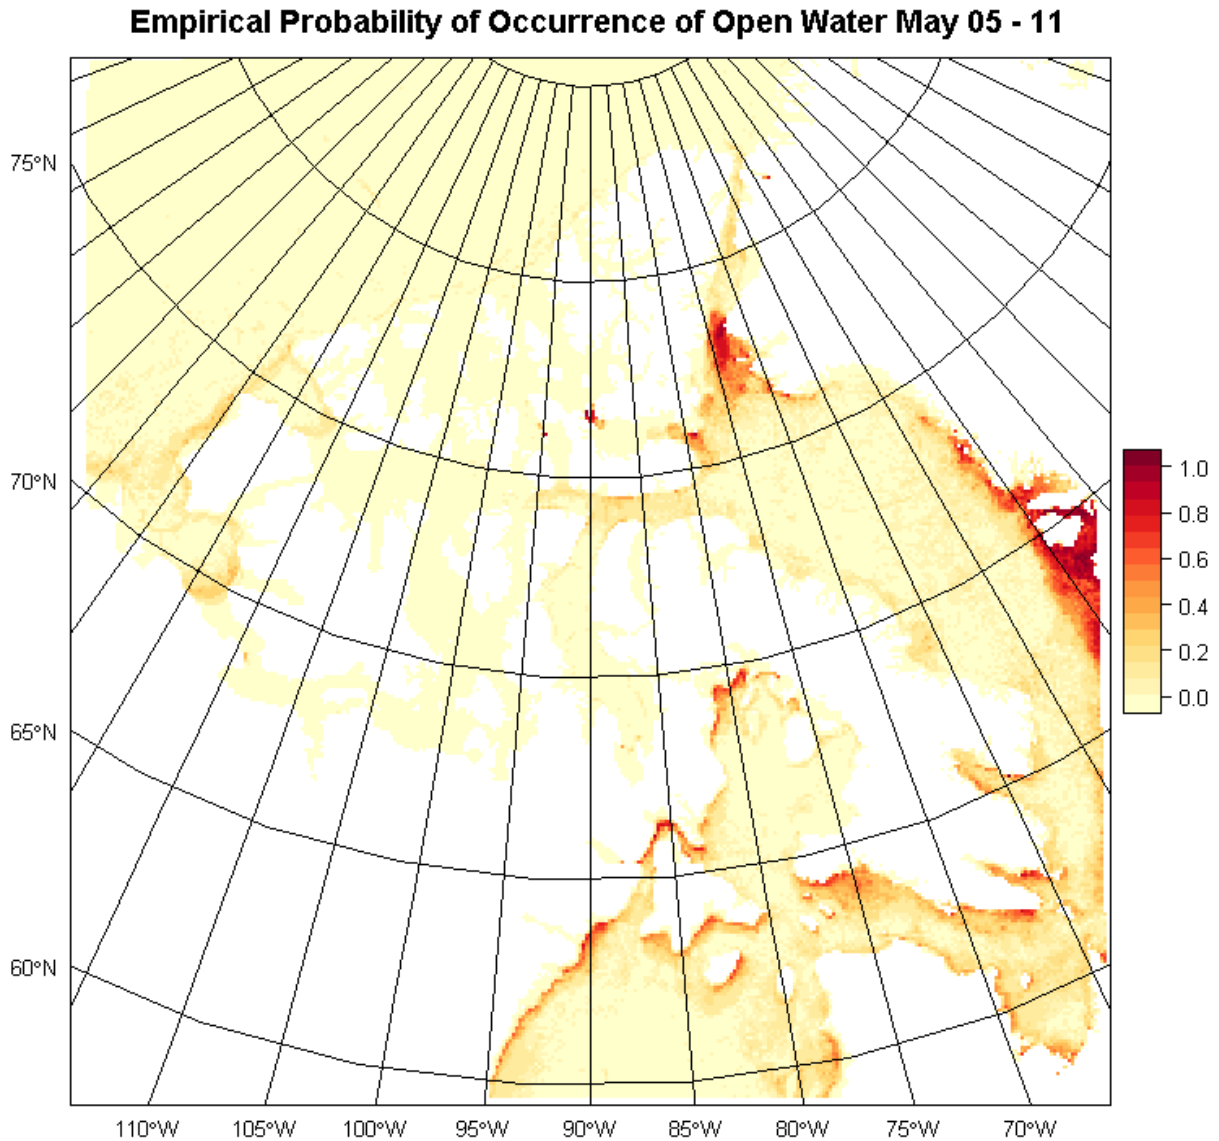 Empirical Probability of Occurrence of Open Water May 05 - 11
75°N
70°N
65°N
60°N
1.0
0.8
0.6
0.4
0.2
0.0
110°W 105°W 100°W 95°W 90°W 85°W 80°W 75°W 70°W